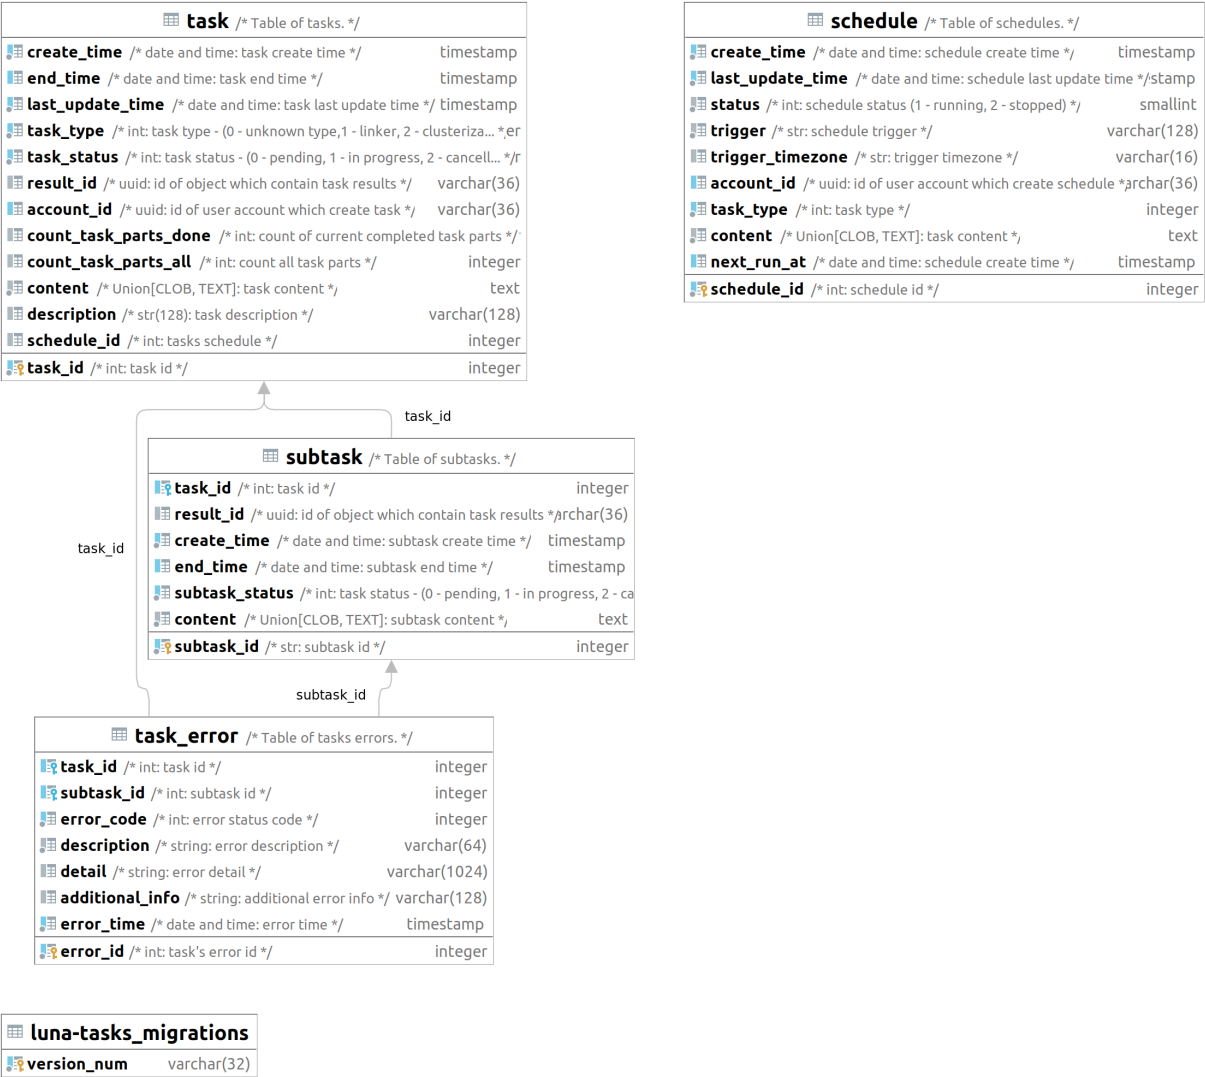 task /* Table of tasks. */
create_time /* date and time: task create time */ timestamp
end_time /* date and time: task end time */ timestamp
last_update_time /* date and time: task last update time */ timestamp
task_type /* int: task type - (0 - unknown type,1 - linker, 2 - clusteriza... */
task_status /* int: task status - (0 - pending, 1 - in progress, 2 - cancell... */
result_id /* uuid: id of object which contain task results */ varchar(36)
account_id /* uuid: id of user account which create task */ varchar(36)
count_task_parts_done /* int: count of current completed task parts */
count_task_parts_all /* int: count all task parts */ integer
content /* Union[CLOB, TEXT]: task content */ text
description /* str(128): task description */ varchar(128)
schedule_id /* int: tasks schedule */ integer
task_id /* int: task id */ integer
schedule /* Table of schedules. */
create_time /* date and time: schedule create time */ timestamp
last_update_time /* date and time: schedule last update time */ stamp
status /* int: schedule status (1 - running, 2 - stopped) */ smallint
trigger /* str: schedule trigger */ varchar(128)
trigger_timezone /* str: trigger timezone */ varchar(16)
account_id /* uuid: id of user account which create schedule */ archar(36)
task_type /* int: task type */ integer
content /* Union[CLOB, TEXT]: task content */ text
next_run_at /* date and time: schedule create time */ timestamp
schedule_id /* int: schedule id */ integer
task_id
subtask /* Table of subtasks. */
task_id /* int: task id */ integer
result_id /* uuid: id of object which contain task results */ archar(36)
create_time /* date and time: subtask create time */ timestamp
end_time /* date and time: subtask end time */ timestamp
subtask_status /* int: task status - (0 - pending, 1 - in progress, 2 - ca
content /* Union[CLOB, TEXT]: subtask content */ text
subtask_id /* str: subtask id */ integer
task_id
subtask_id
task_error /* Table of tasks errors. */
task_id /* int: task id */ integer
subtask_id /* int: subtask id */ integer
error_code /* int: error status code */ integer
description /* string: error description */ varchar(64)
detail /* string: error detail */ varchar(1024)
additional_info /* string: additional error info */ varchar(128)
error_time /* date and time: error time */ timestamp
error_id /* int: task's error id */ integer
luna-tasks_migrations
version_num varchar(32)